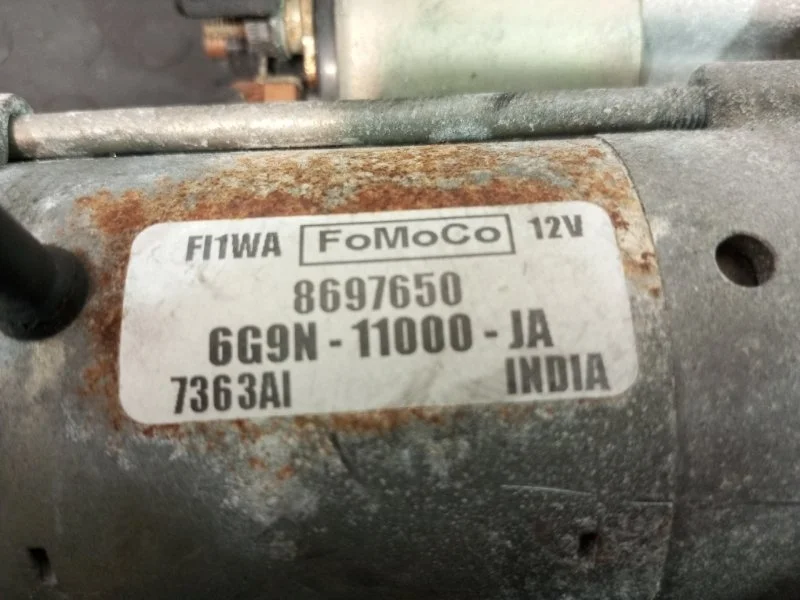 FI1WA FoMoCo 12V
8697650
6G9N - 11000 - JA
7363AI INDIA